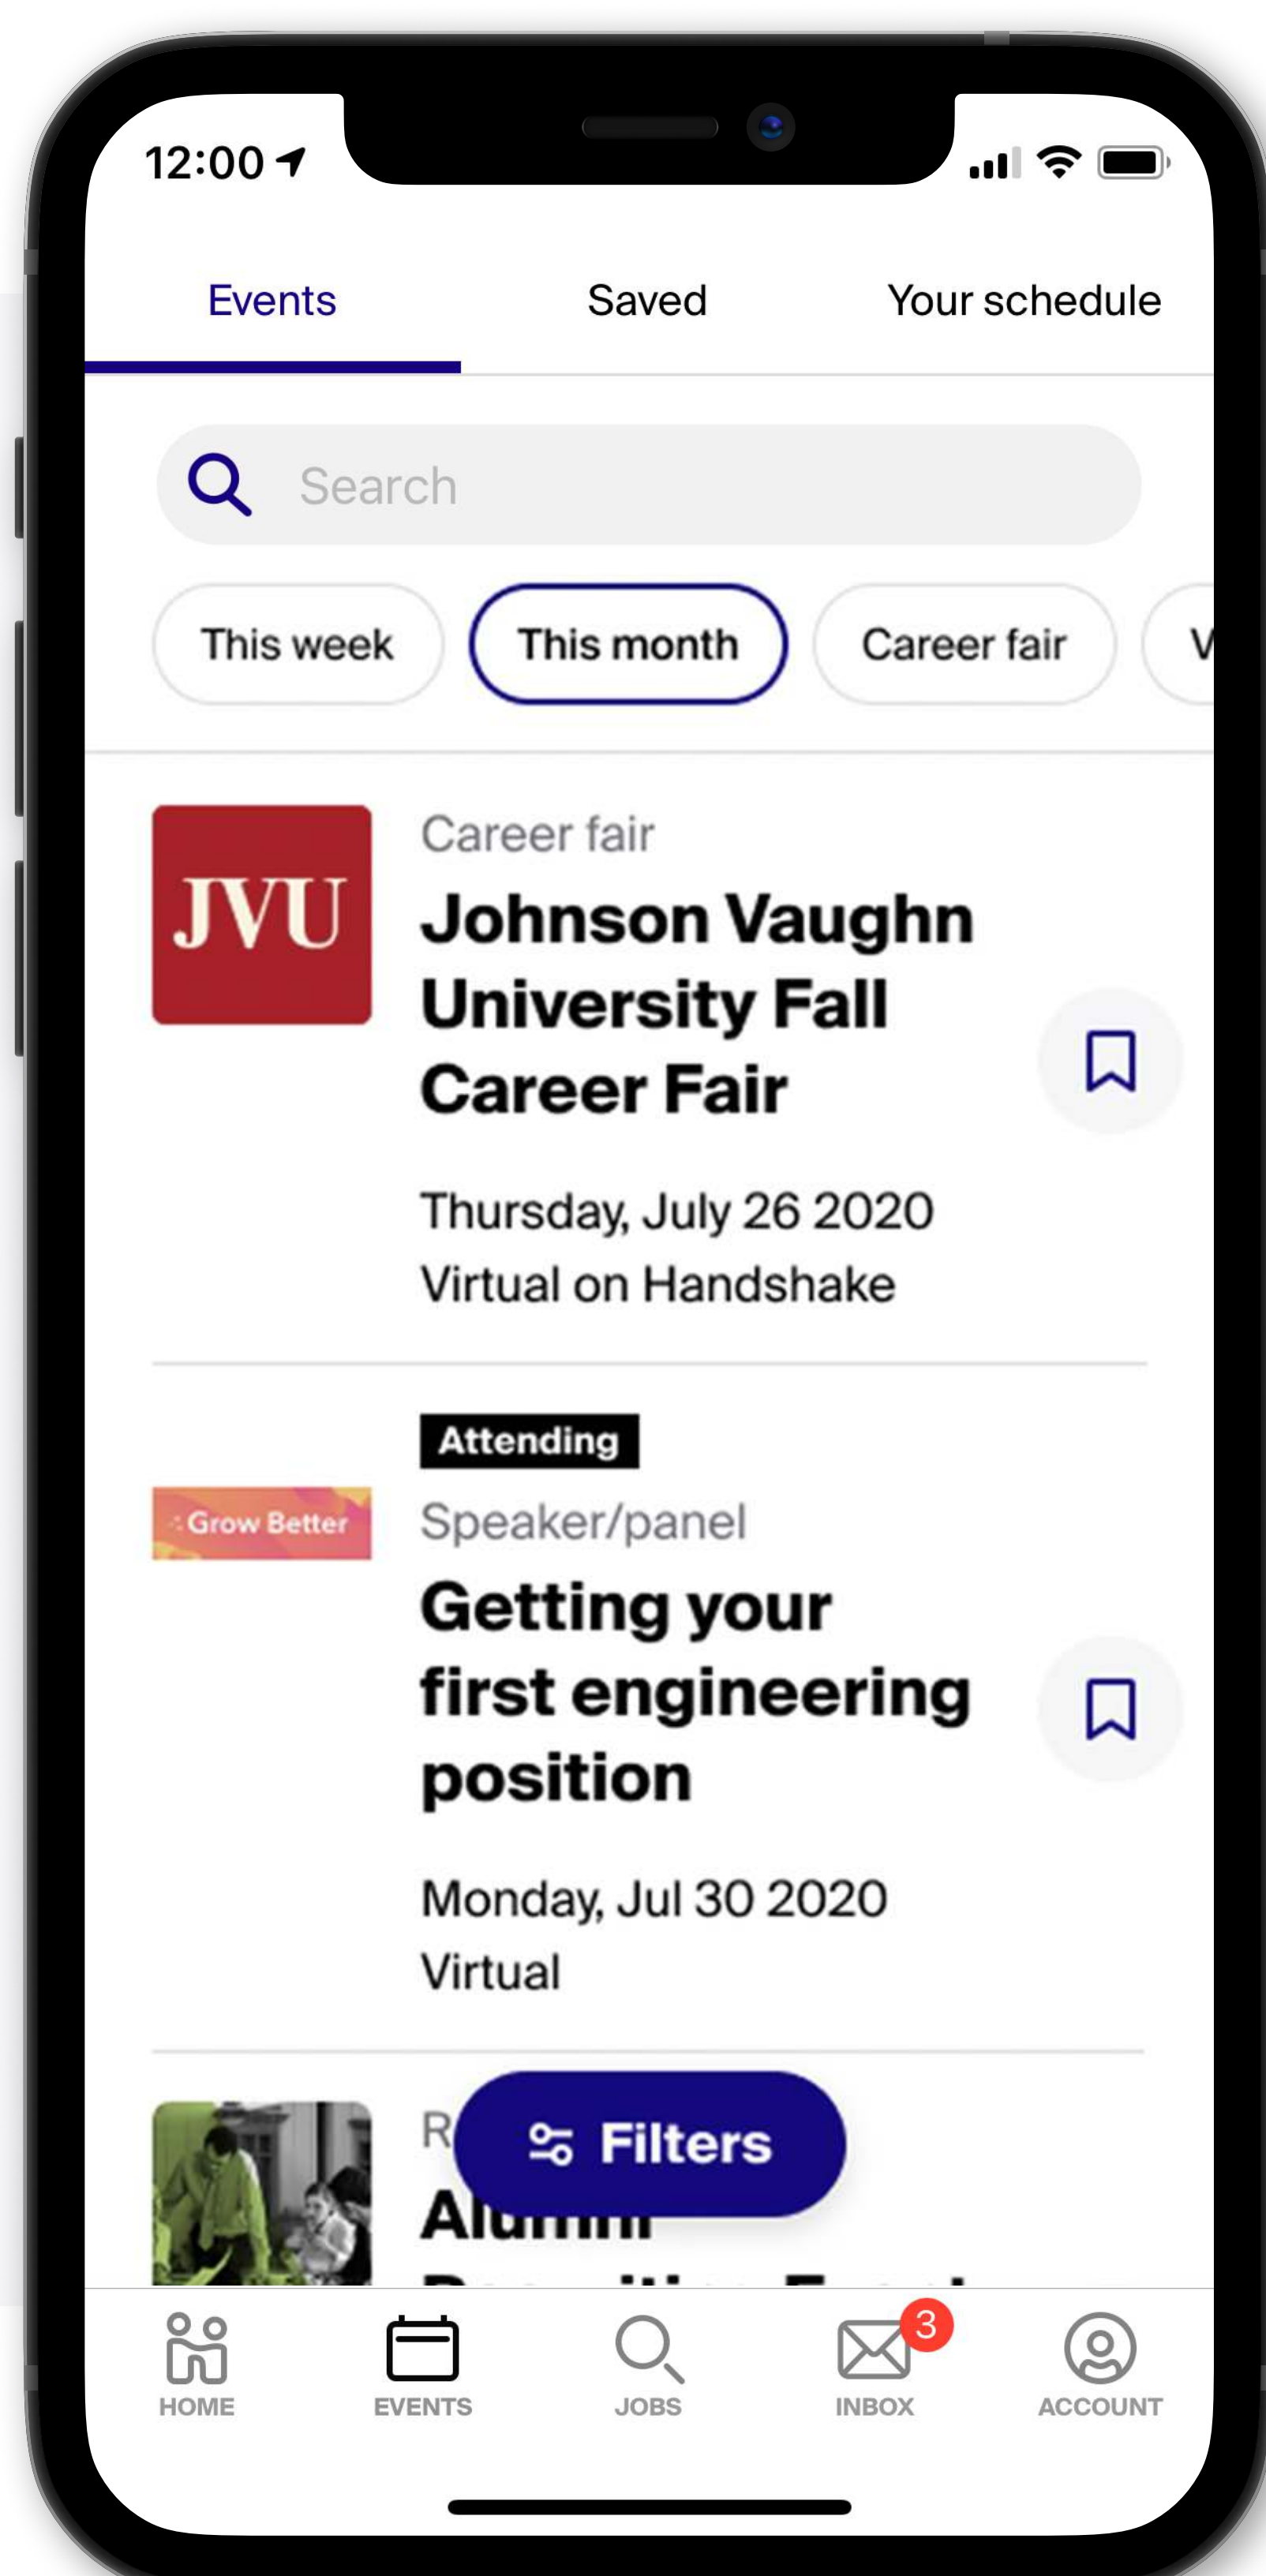 12:00
Events Saved Your schedule
Search
This week This month Career fair V
JVU
Career fair
Johnson Vaughn
University Fall
Career Fair
Thursday, July 26 2020
Virtual on Handshake
Attending
Grow Better
Speaker/panel
Getting your
first engineering
position
Monday, Jul 30 2020
Virtual
R
Filters
Alumni
3
HOME EVENTS JOBS INBOX ACCOUNT